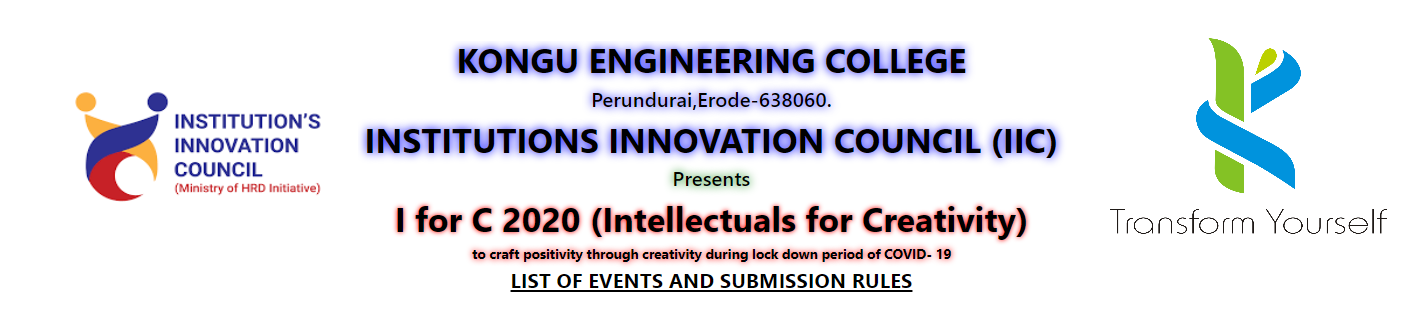 INSTITUTION'S
INNOVATION
COUNCIL
(Ministry of HRD Initiative)
KONGU ENGINEERING COLLEGE
Perundurai,Erode-638060.
INSTITUTIONS INNOVATION COUNCIL (IIC)
Presents
I for C 2020 (Intellectuals for Creativity)
to craft positivity through creativity during lock down period of COVID- 19
LIST OF EVENTS AND SUBMISSION RULES
Transform Yourself